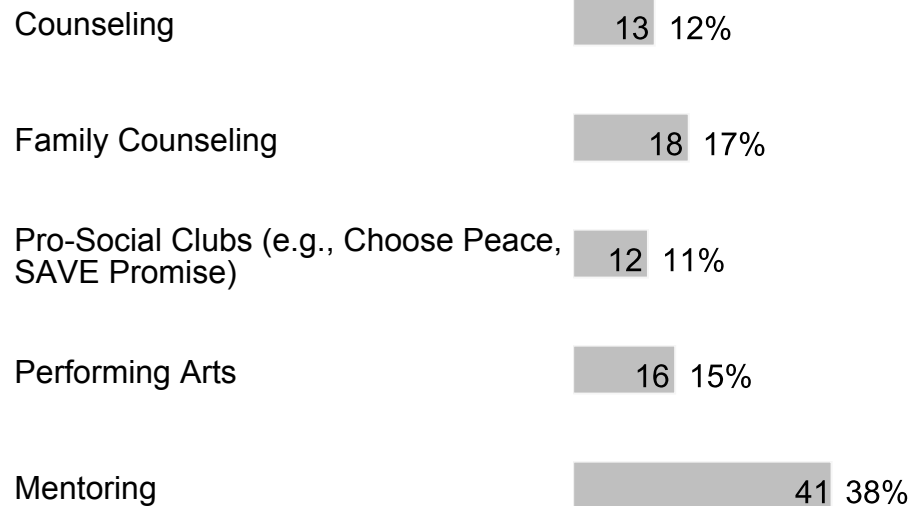 Counseling 13 12%
Family Counseling 18 17%
Pro-Social Clubs (e.g., Choose Peace,
SAVE Promise) 12 11%
Performing Arts 16 15%
Mentoring 41 38%